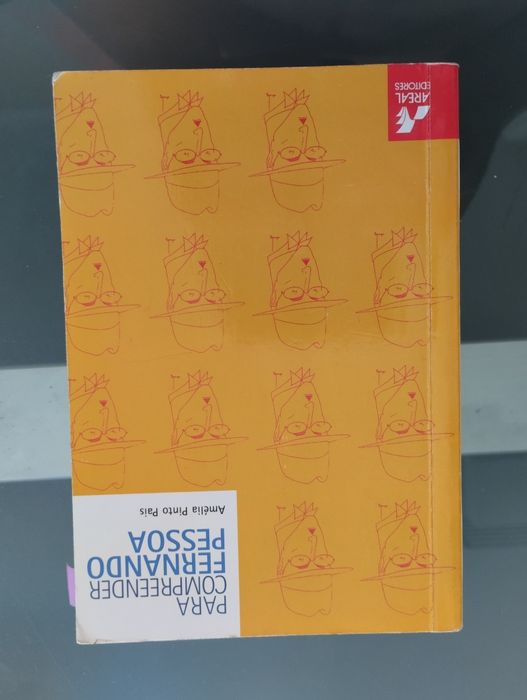 PARA
COMPREENDER
FERNANDO
PESSOA
Amélia Pinto Pais
AREAL
EDITORES